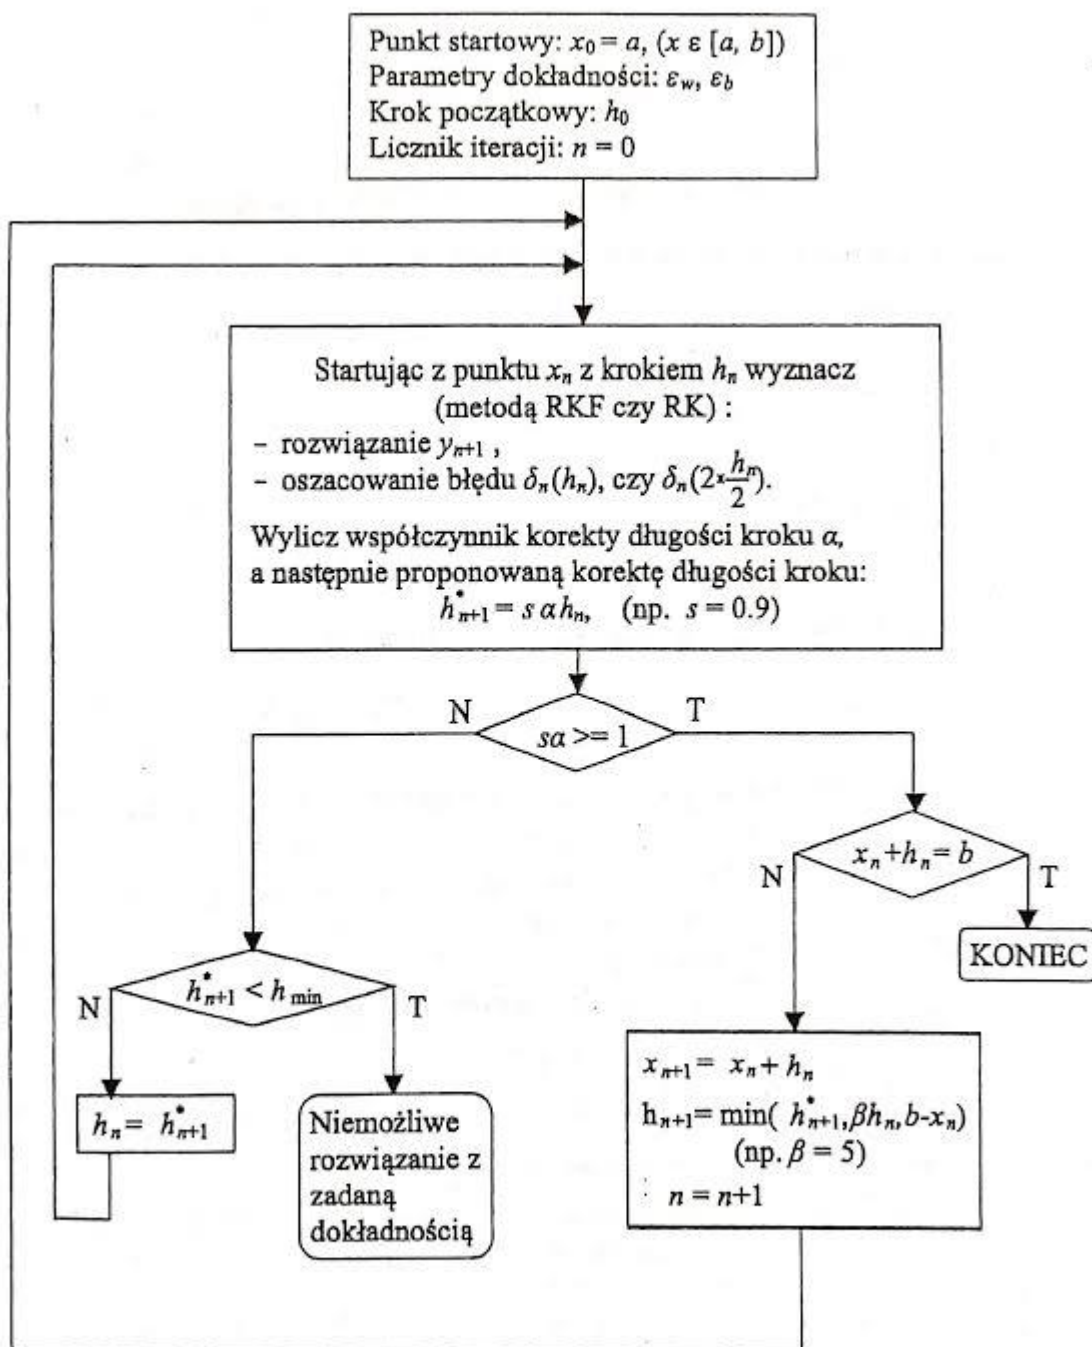 Punkt startowy: x₀ = a, (x ε [a, b])
Parametry dokładności: ε_w, ε_b
Krok początkowy: h₀
Licznik iteracji: n = 0
Startując z punktu xₙ z krokiem hₙ wyznacz
(metodą RKF czy RK) :
– rozwiązanie yₙ₊₁ ,
– oszacowanie błędu δₙ(hₙ), czy δₙ(2×hₙ/2).
Wylicz współczynnik korekty długości kroku α,
a następnie proponowaną korektę długości kroku:
h*ₙ₊₁ = s α hₙ, (np. s = 0.9)
N
T
sα >= 1
xₙ+hₙ= b
N
T
KONIEC
h*ₙ₊₁ < h min
N
T
hₙ = h*ₙ₊₁
Niemożliwe
rozwiązanie z
zadaną
dokładnością
xₙ₊₁ = xₙ + hₙ
hₙ₊₁= min( h*ₙ₊₁, βhₙ, b-xₙ)
(np. β = 5)
n = n+1